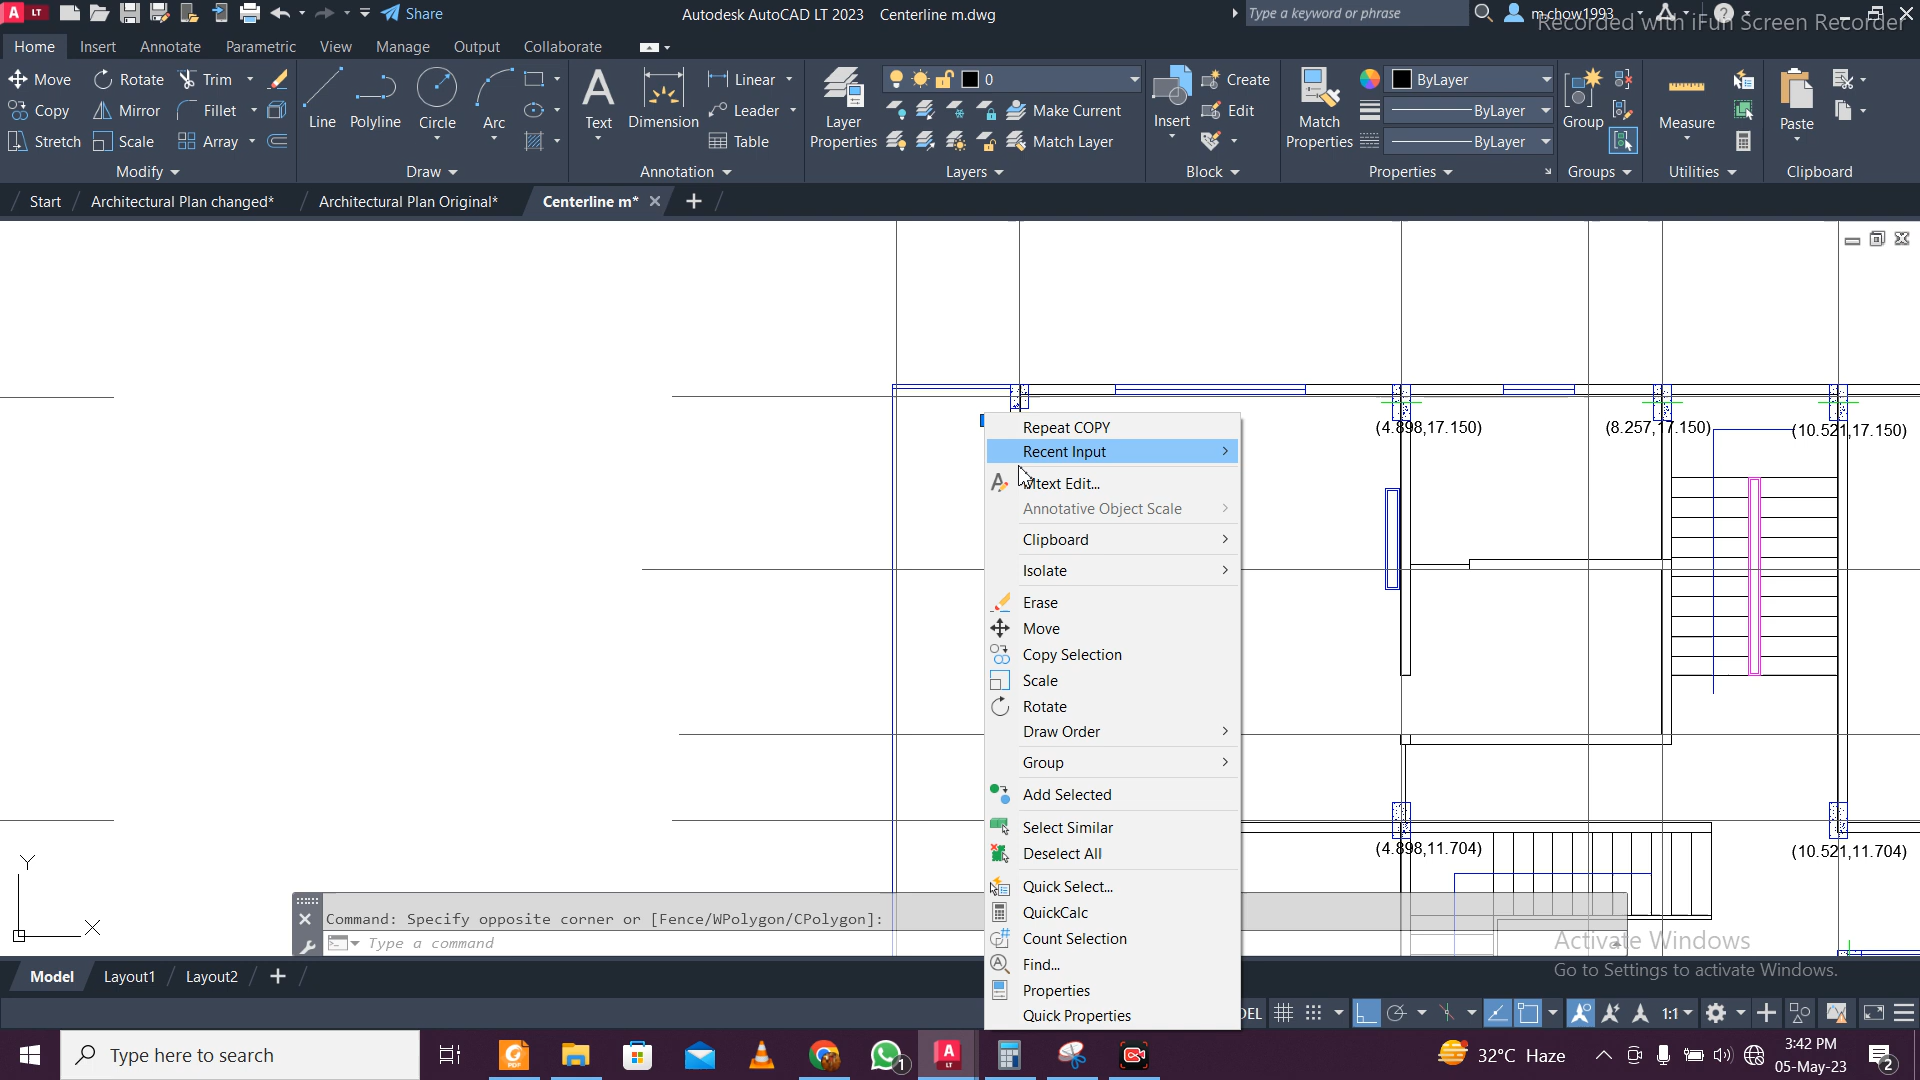 A LT Share Autodesk AutoCAD LT 2023 Centerline m.dwg Type a keyword or phrase m.chow1993
Recorded with iFun Screen Recorder
Home Insert Annotate Parametric View Manage Output Collaborate
Move Rotate Trim Linear 0 Create ByLayer
Copy Mirror Fillet Leader Make Current Edit ByLayer
Line Polyline Circle Arc Text Dimension Layer Properties Insert Match Properties Group Measure Paste
Stretch Scale Array Table Match Layer ByLayer
Modify Draw Annotation Layers Block Properties Groups Utilities Clipboard
Start Architectural Plan changed* Architectural Plan Original* Centerline m*
(4.898,17.150) (8.257,17.150) (10.521,17.150)
Repeat COPY
Recent Input
Mtext Edit...
Annotative Object Scale
Clipboard
Isolate
Erase
Move
Copy Selection
Scale
Rotate
Draw Order
Group
Add Selected
Select Similar
Deselect All
Quick Select...
QuickCalc
Count Selection
Find...
Properties
Quick Properties
(4.898,11.704) (10.521,11.704)
Y
X
Command: Specify opposite corner or [Fence/WPolygon/CPolygon]:
Type a command
Activate Windows
Go to Settings to activate Windows.
Model Layout1 Layout2
1:1
Type here to search
1
A LT
32°C Haze
3:42 PM
05-May-23
2